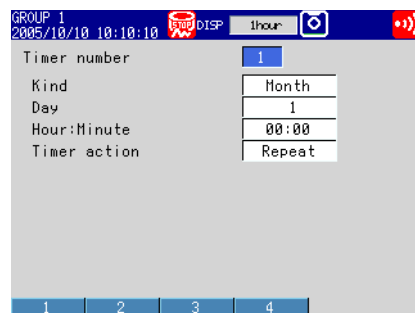 GROUP 1
2005/10/10 10:10:10 STOP DISP 1hour
Timer number 1
Kind Month
Day 1
Hour:Minute 00:00
Timer action Repeat
1 2 3 4